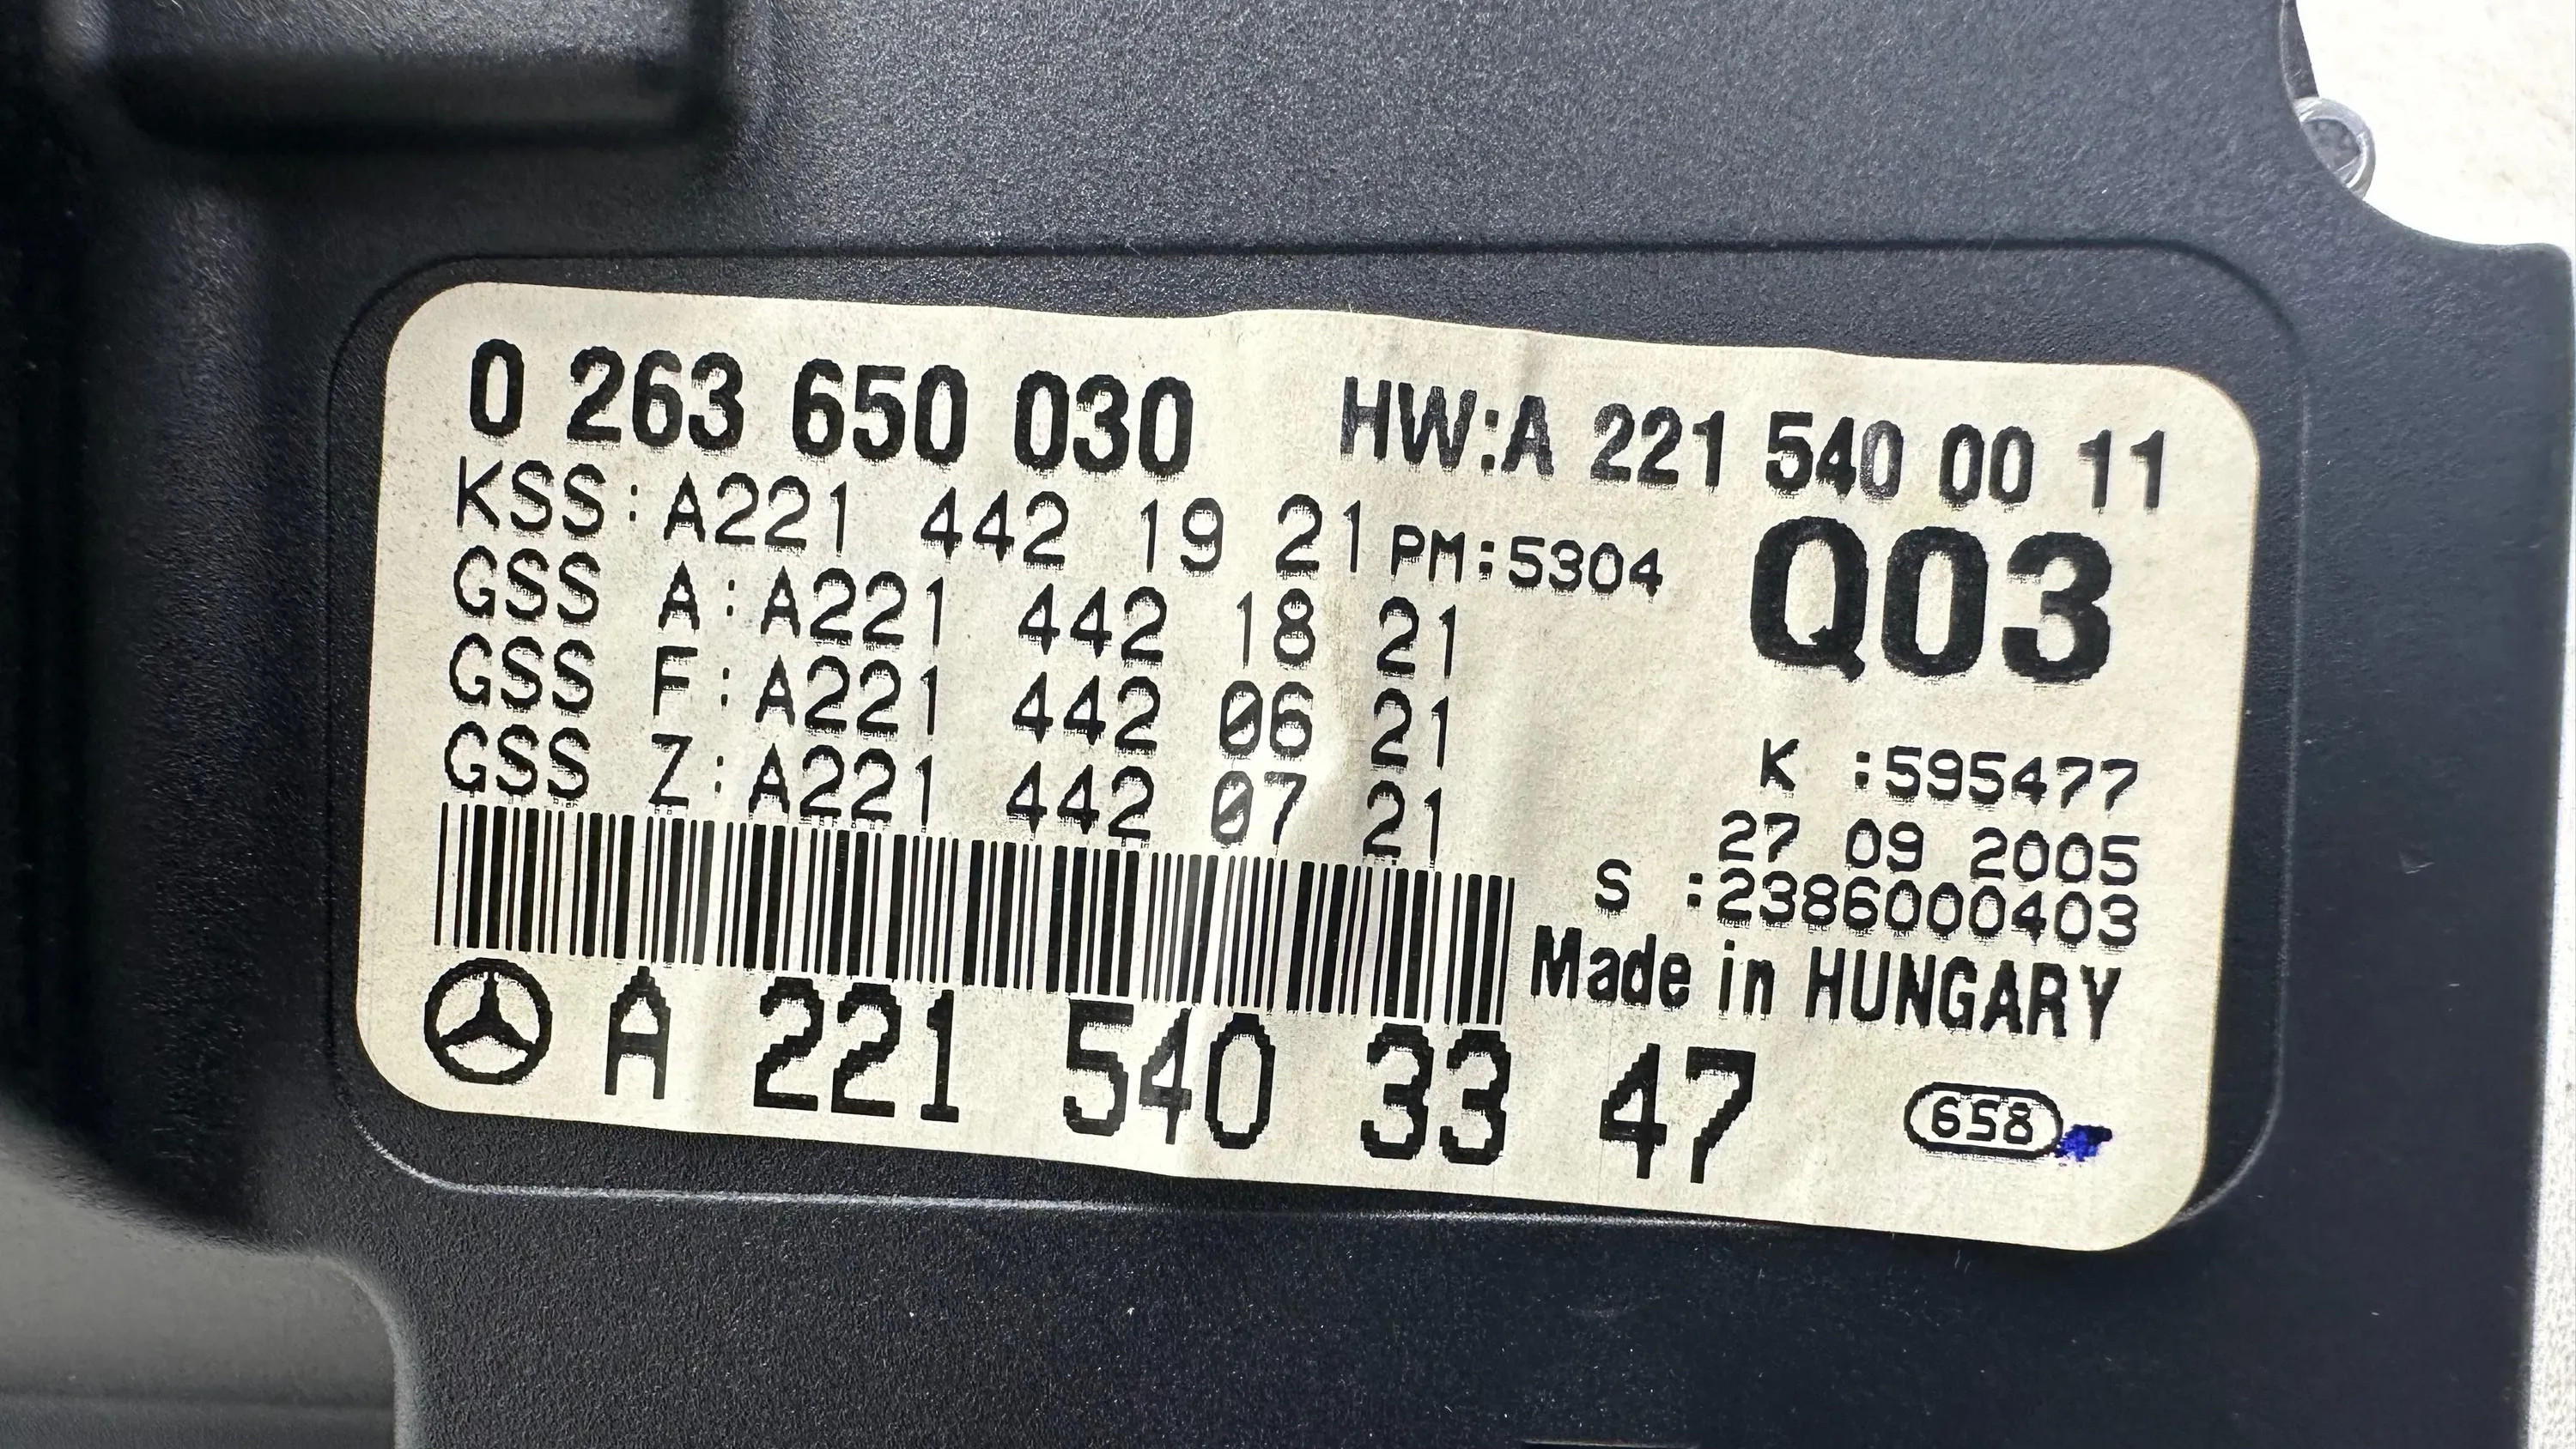 0 263 650 030 HW:A 221 540 00 11
KSS:A221 442 19 21 PM:5304
Q03
GSS A:A221 442 18 21
GSS F:A221 442 06 21
GSS Z:A221 442 07 21
K :595477
27 09 2005
S :2386000403
Made in HUNGARY
A 221 540 33 47
658